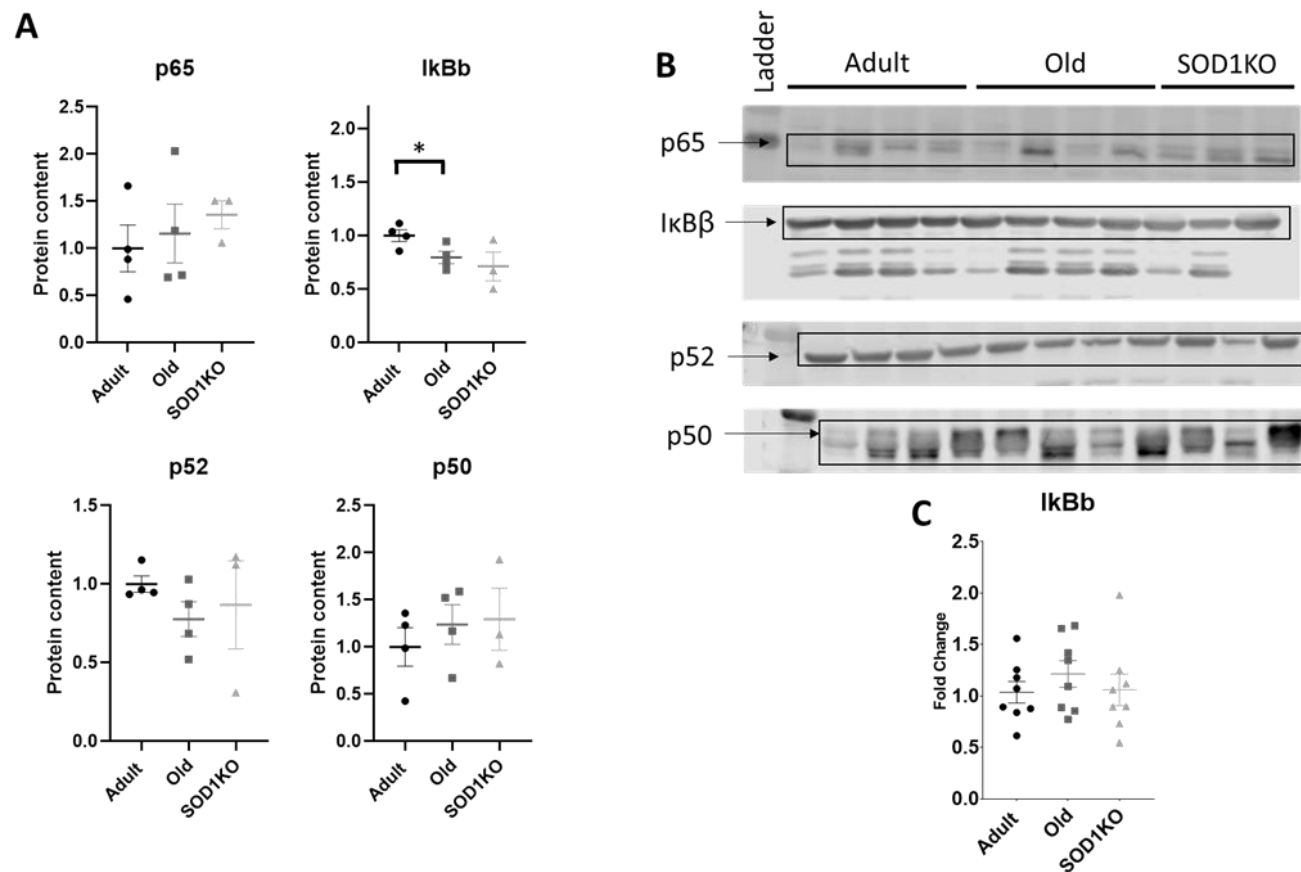 A
p65
Protein content
2.5
2.0
1.5
1.0
0.5
0.0
Adult
Old
SOD1KO
IkBb
*
Protein content
2.0
1.5
1.0
0.5
0.0
Adult
Old
SOD1KO
p52
Protein content
1.5
1.0
0.5
0.0
Adult
Old
SOD1KO
p50
Protein content
2.5
2.0
1.5
1.0
0.5
0.0
Adult
Old
SOD1KO
B
Ladder
Adult
Old
SOD1KO
p65
IκBβ
p52
p50
C
IkBb
Fold Change
2.5
2.0
1.5
1.0
0.5
0.0
Adult
Old
SOD1KO